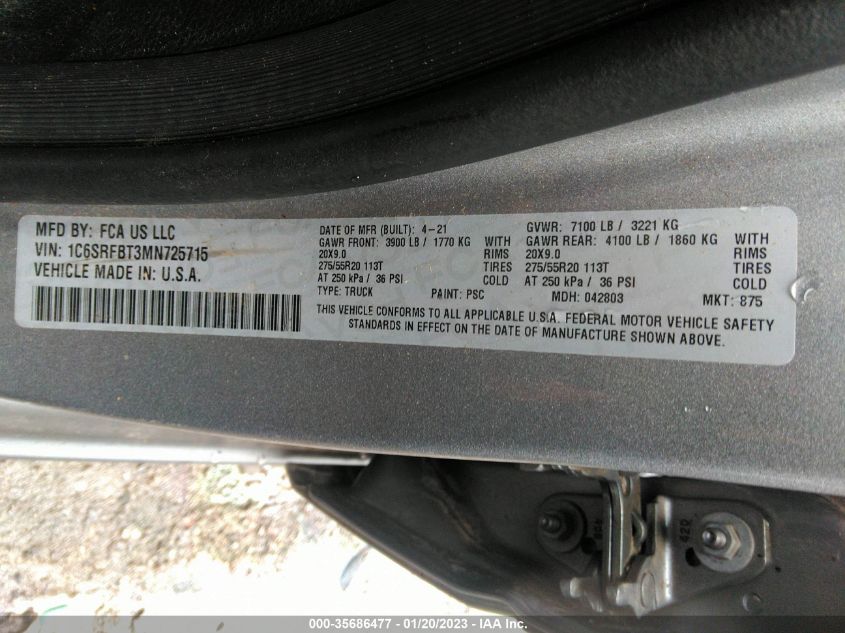 MFD BY: FCA US LLC
VIN: 1C6SRFBT3MN725715
VEHICLE MADE IN: U.S.A.
DATE OF MFR (BUILT): 4-21
GVWR: 7100 LB / 3221 KG
GAWR FRONT: 3900 LB / 1770 KG WITH
GAWR REAR: 4100 LB / 1860 KG WITH
20X9.0 RIMS
20X9.0 RIMS
275/55R20 113T TIRES
275/55R20 113T TIRES
AT 250 kPa / 36 PSI COLD
AT 250 kPa / 36 PSI COLD
TYPE: TRUCK PAINT: PSC MDH: 042803 MKT: 875
THIS VEHICLE CONFORMS TO ALL APPLICABLE U.S.A. FEDERAL MOTOR VEHICLE SAFETY
STANDARDS IN EFFECT ON THE DATE OF MANUFACTURE SHOWN ABOVE.
420
000-35686477 - 01/20/2023 - IAA Inc.